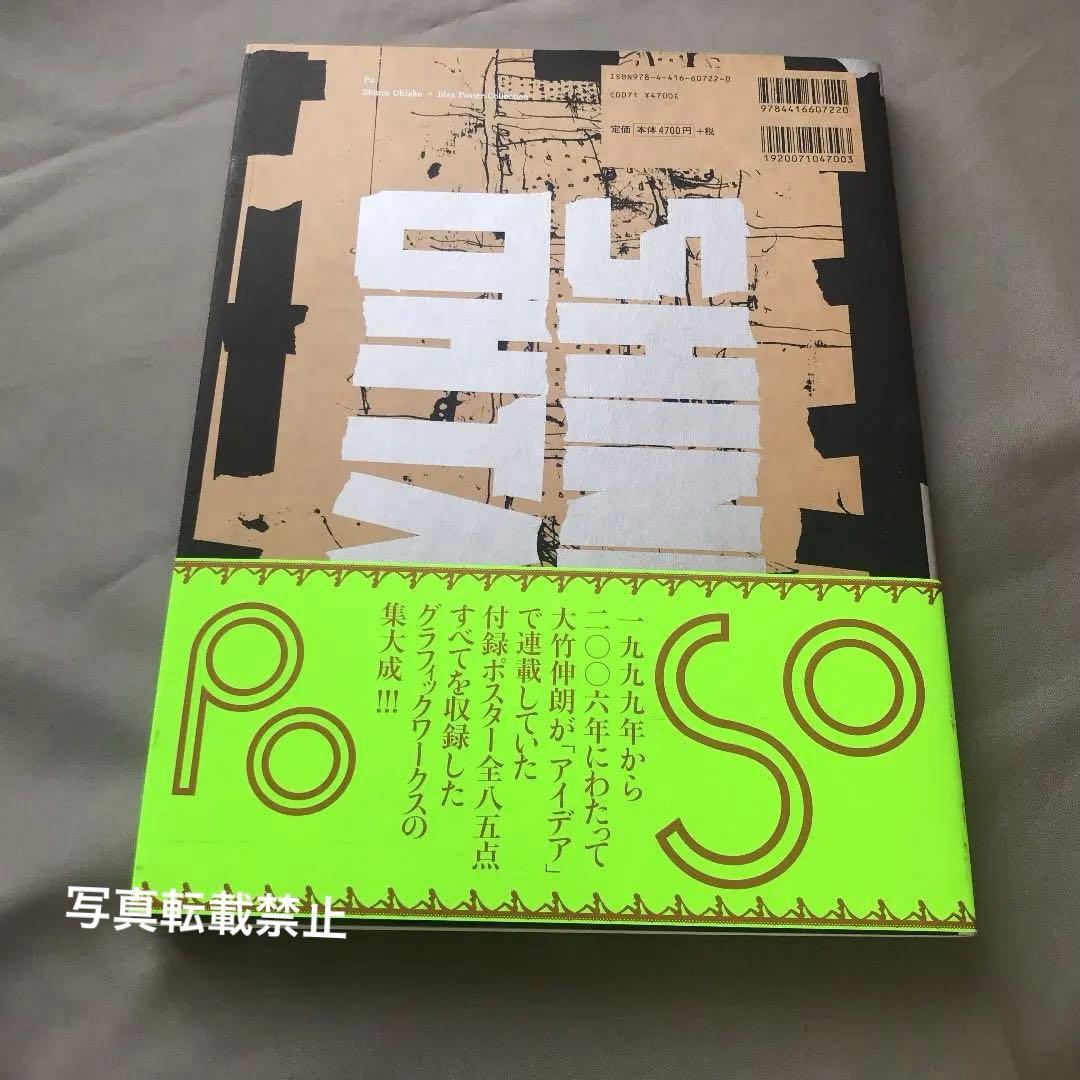 Po
Shinro Ohtake × Idea Poster Collection
ISBN978-4-416-60722-0
C0071 ¥4700E
定価 本体4700円 +税
9784416607220
1920071047003
SHIN
OHTA
SO
一九九九年から
二〇〇六年にわたって
大竹伸朗が「アイデア」
で連載していた
付録ポスター全八五点
すべてを収録した
グラフィックワークスの
集大成!!!
Po
写真転載禁止